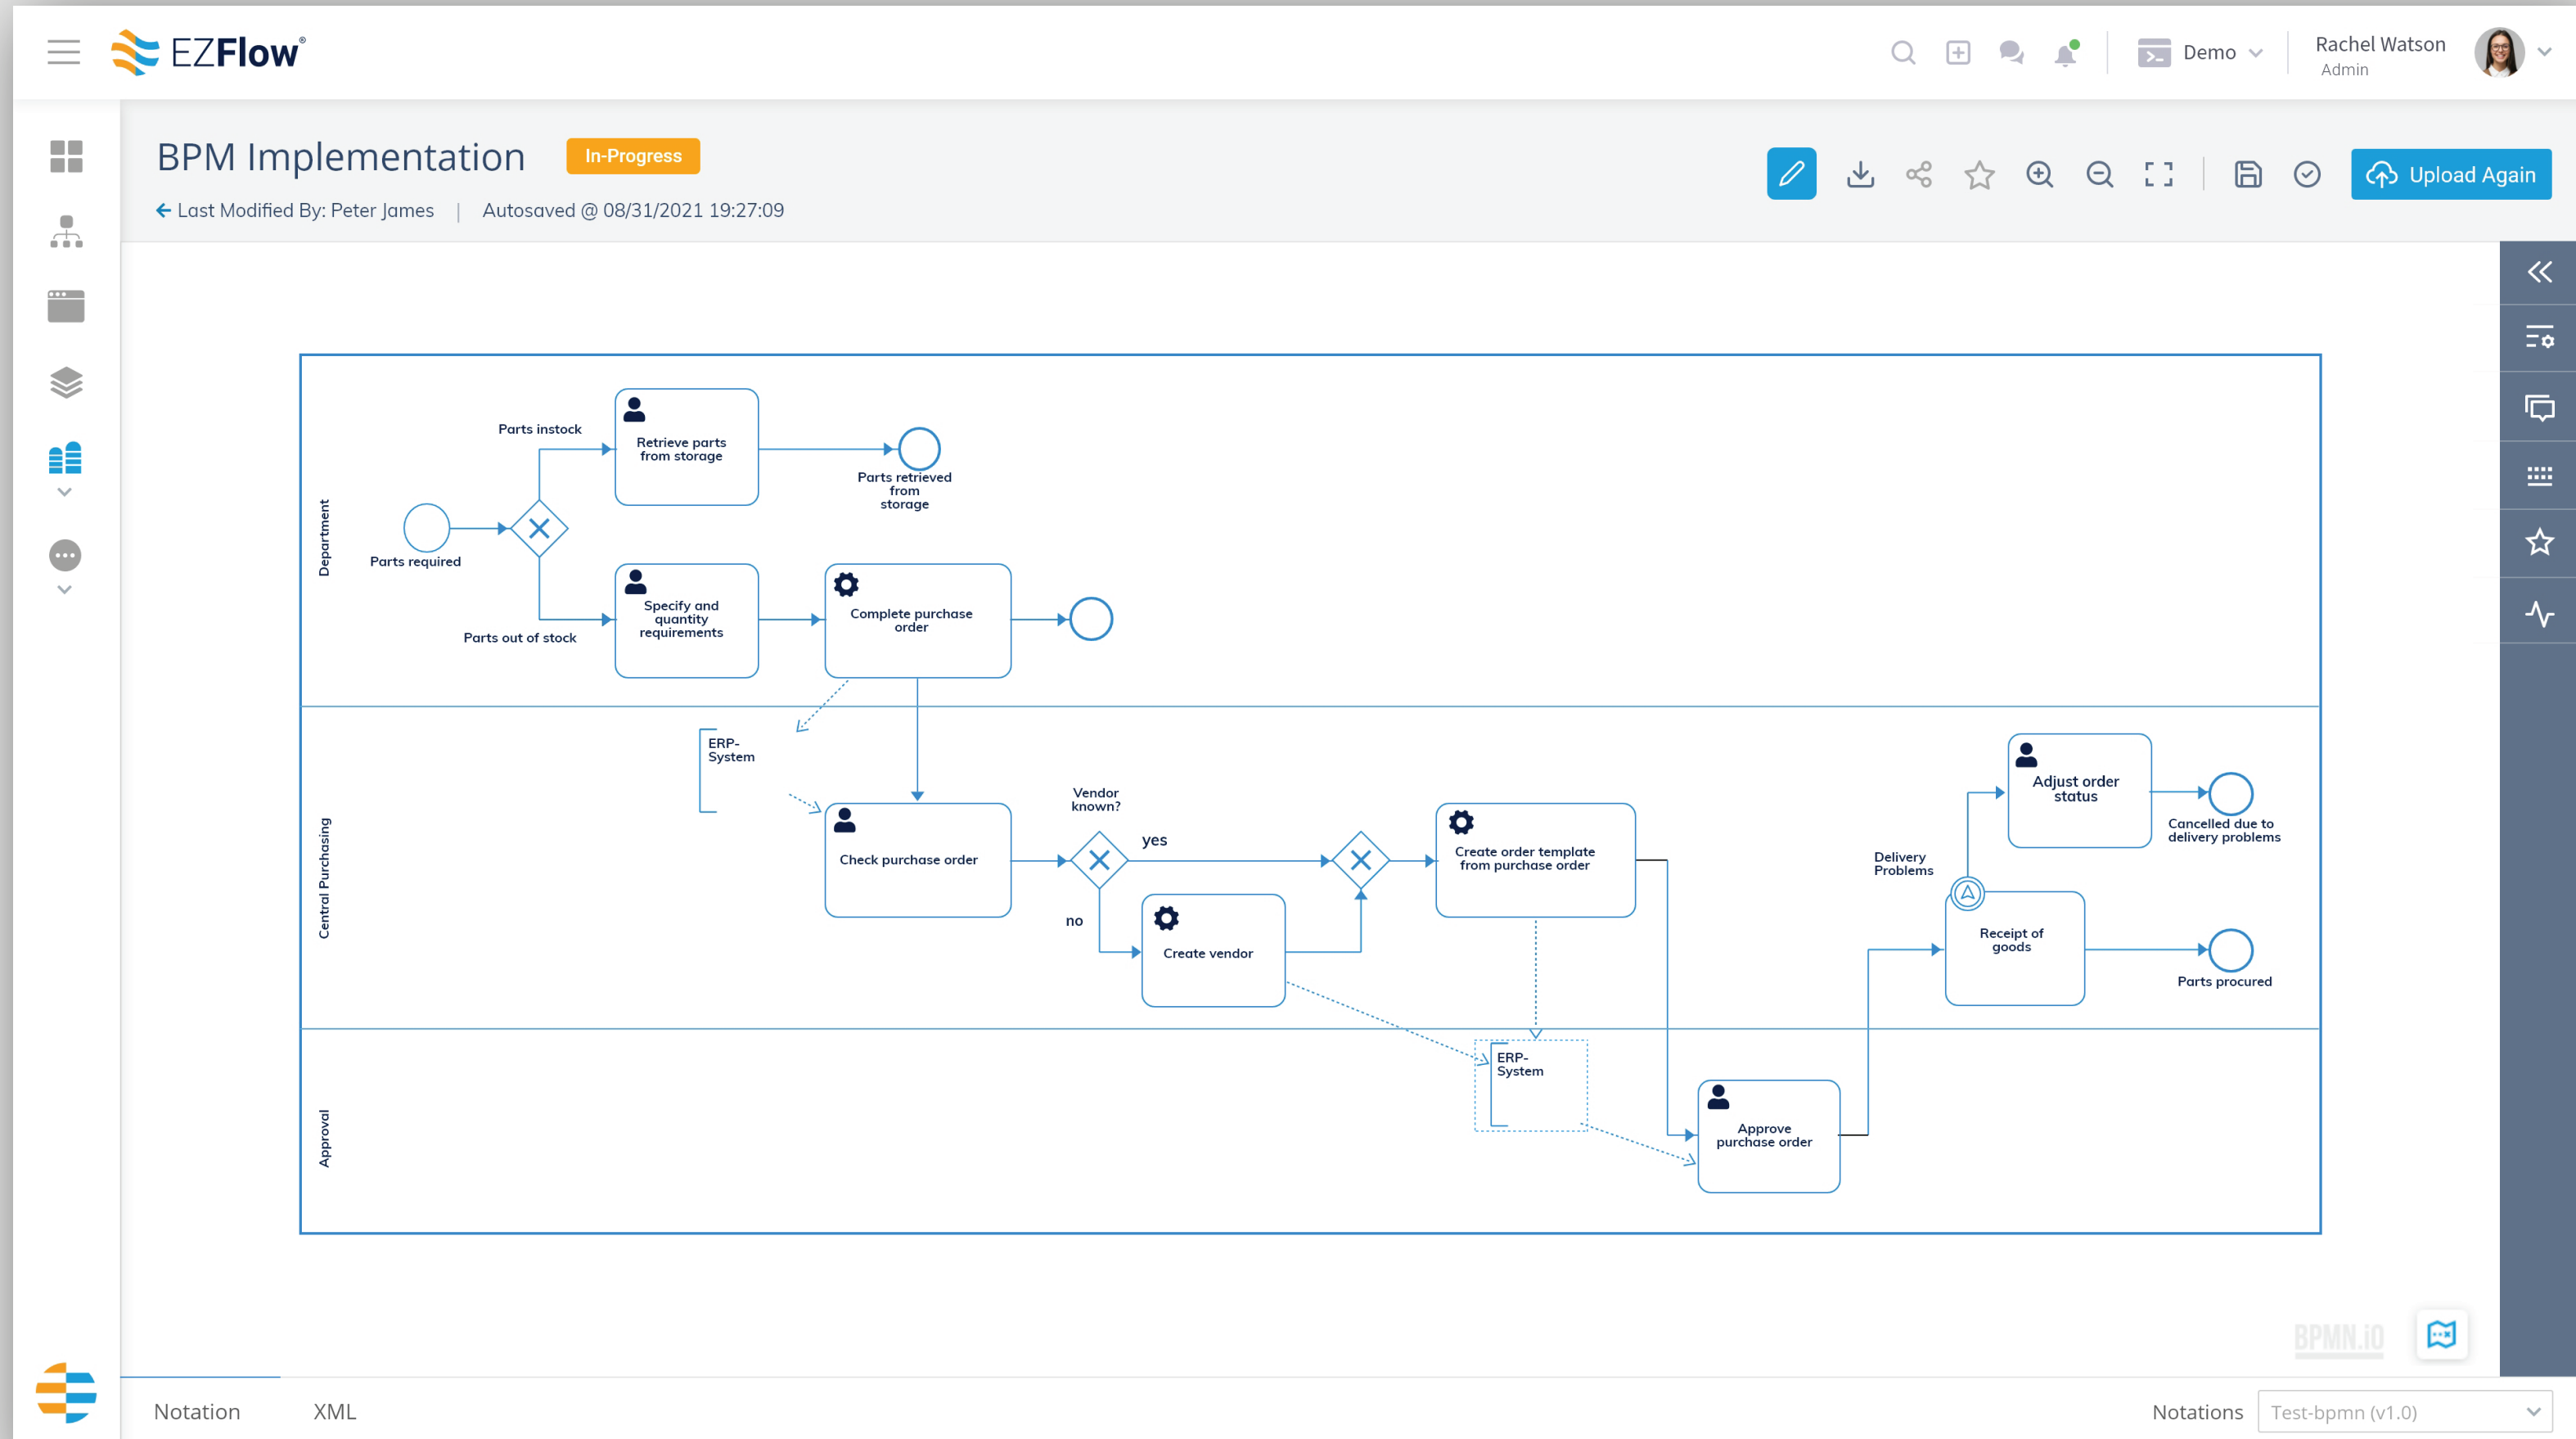 EZFlow®
Demo
Rachel Watson
Admin
BPM Implementation
In-Progress
Upload Again
Last Modified By: Peter James | Autosaved @ 08/31/2021 19:27:09
Department
Parts required
Parts instock
Retrieve parts
from storage
Parts retrieved
from
storage
Parts out of stock
Specify and
quantity
requirements
Complete purchase
order
Central Purchasing
ERP-
System
Check purchase order
Vendor
known?
yes
no
Create vendor
Create order template
from purchase order
Delivery
Problems
Adjust order
status
Cancelled due to
delivery problems
Receipt of
goods
Parts procured
Approval
ERP-
System
Approve
purchase order
BPMN.iO
Notation
XML
Notations
Test-bpmn (v1.0)